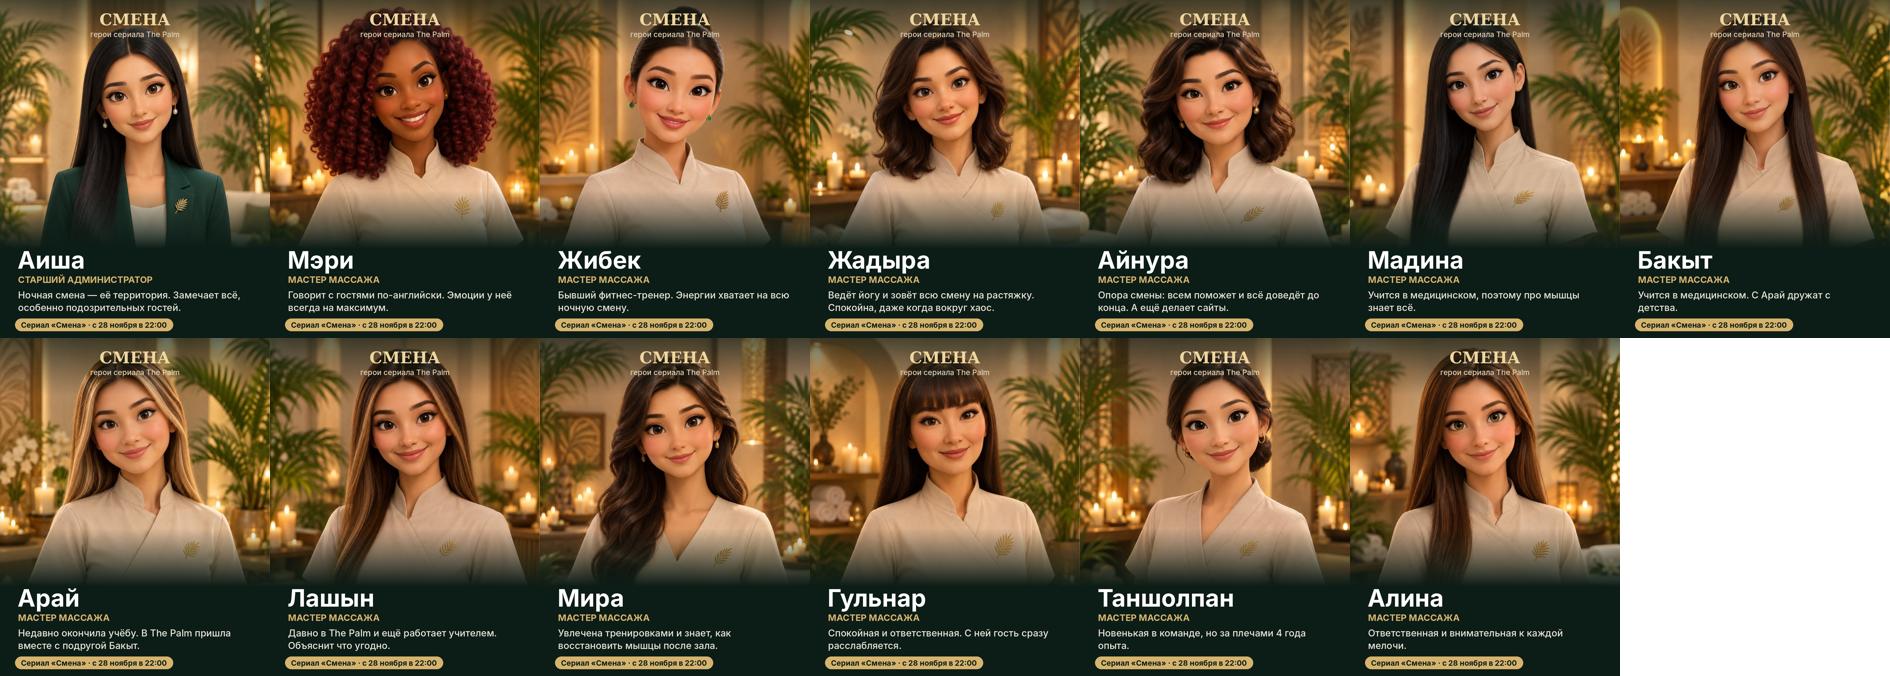 СМЕНА
герои сериала The Palm
Аиша
СТАРШИЙ АДМИНИСТРАТОР
Ночная смена — её территория. Замечает всё,
особенно подозрительных гостей.
Сериал «Смена» · с 28 ноября в 22:00
СМЕНА
герои сериала The Palm
Мэри
МАСТЕР МАССАЖА
Говорит с гостями по-английски. Эмоции у неё
всегда на максимум.
Сериал «Смена» · с 28 ноября в 22:00
СМЕНА
герои сериала The Palm
Жибек
МАСТЕР МАССАЖА
Бывший фитнес-тренер. Энергии хватает на всю
ночную смену.
Сериал «Смена» · с 28 ноября в 22:00
СМЕНА
герои сериала The Palm
Жадыра
МАСТЕР МАССАЖА
Ведёт йогу и зовёт всю смену на растяжку.
Спокойна, даже когда вокруг хаос.
Сериал «Смена» · с 28 ноября в 22:00
СМЕНА
герои сериала The Palm
Айнура
МАСТЕР МАССАЖА
Опора смены: всем поможет и всё доведёт до
конца. А ещё делает сайты.
Сериал «Смена» · с 28 ноября в 22:00
СМЕНА
герои сериала The Palm
Мадина
МАСТЕР МАССАЖА
Учится в медицинском, поэтому про мышцы
знает всё.
Сериал «Смена» · с 28 ноября в 22:00
СМЕНА
герои сериала The Palm
Бакыт
МАСТЕР МАССАЖА
Учится в медицинском. С Арай дружат с
детства.
Сериал «Смена» · с 28 ноября в 22:00
СМЕНА
герои сериала The Palm
Арай
МАСТЕР МАССАЖА
Недавно окончила учёбу. В The Palm пришла
вместе с подругой Бакыт.
Сериал «Смена» · с 28 ноября в 22:00
СМЕНА
герои сериала The Palm
Лашын
МАСТЕР МАССАЖА
Давно в The Palm и ещё работает учителем.
Объяснит что угодно.
Сериал «Смена» · с 28 ноября в 22:00
СМЕНА
герои сериала The Palm
Мира
МАСТЕР МАССАЖА
Увлечена тренировками и знает, как
восстановить мышцы после зала.
Сериал «Смена» · с 28 ноября в 22:00
СМЕНА
герои сериала The Palm
Гульнар
МАСТЕР МАССАЖА
Спокойная и ответственная. С ней гость сразу
расслабляется.
Сериал «Смена» · с 28 ноября в 22:00
СМЕНА
герои сериала The Palm
Таншолпан
МАСТЕР МАССАЖА
Новенькая в команде, но за плечами 4 года
опыта.
Сериал «Смена» · с 28 ноября в 22:00
СМЕНА
герои сериала The Palm
Алина
МАСТЕР МАССАЖА
Ответственная и внимательная к каждой
мелочи.
Сериал «Смена» · с 28 ноября в 22:00